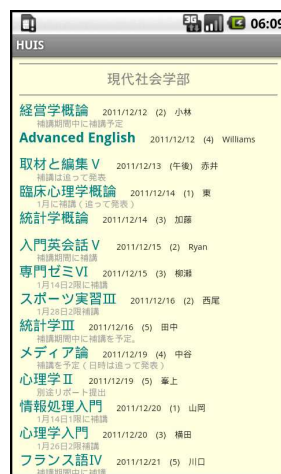 3G
06:09
HUIS
現代社会学部
経営学概論 2011/12/12 (2) 小林
補講期間中に補講予定
Advanced English 2011/12/12 (4) Williams
取材と編集 V 2011/12/13 (午後) 赤井
補講は追って発表
臨床心理学概論 2011/12/14 (1) 東
1月に補講 ( 追って発表 )
統計学概論 2011/12/14 (3) 加藤
入門英会話 V 2011/12/15 (2) Ryan
補講期間に補講
専門ゼミVI 2011/12/15 (3) 柳瀬
1月14日2限に補講
スポーツ実習III 2011/12/16 (2) 西尾
1月28日2限補講
統計学III 2011/12/16 (5) 田中
補講期間中に補講を予定。
メディア論 2011/12/19 (4) 中谷
補講を予定 ( 日時は追って発表 )
心理学 II 2011/12/19 (5) 峯上
別途リポート提出
情報処理入門 2011/12/20 (1) 山岡
1月14日1限に補講
心理学入門 2011/12/20 (3) 横田
1月26日2限補講
フランス語IV 2011/12/21 (5) 川口
補講期間中に補講